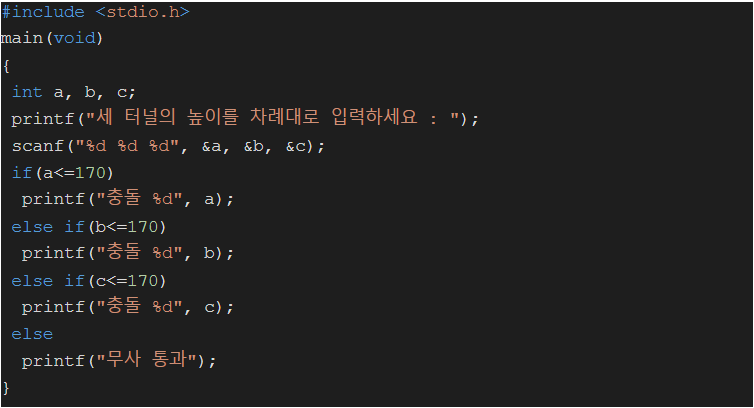 #include <stdio.h>
main(void)
{
int a, b, c;
printf("세 터널의 높이를 차례대로 입력하세요 : ");
scanf("%d %d %d", &a, &b, &c);
if(a<=170)
printf("충돌 %d", a);
else if(b<=170)
printf("충돌 %d", b);
else if(c<=170)
printf("충돌 %d", c);
else
printf("무사 통과");
}